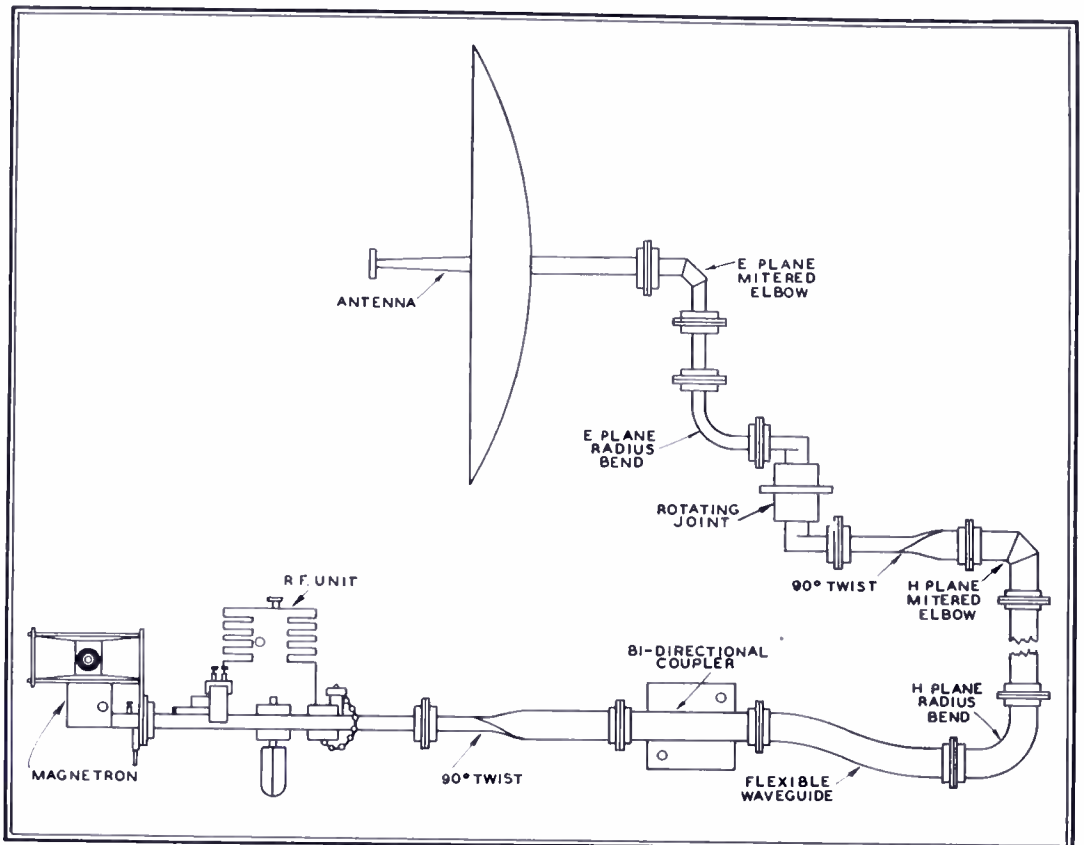 ANTENNA
E PLANE
MITERED
ELBOW
E PLANE
RADIUS
BEND
ROTATING
JOINT
90° TWIST
H PLANE
MITERED
ELBOW
R.F. UNIT
BI-DIRECTIONAL
COUPLER
H PLANE
RADIUS
BEND
MAGNETRON
90° TWIST
FLEXIBLE
WAVEGUIDE